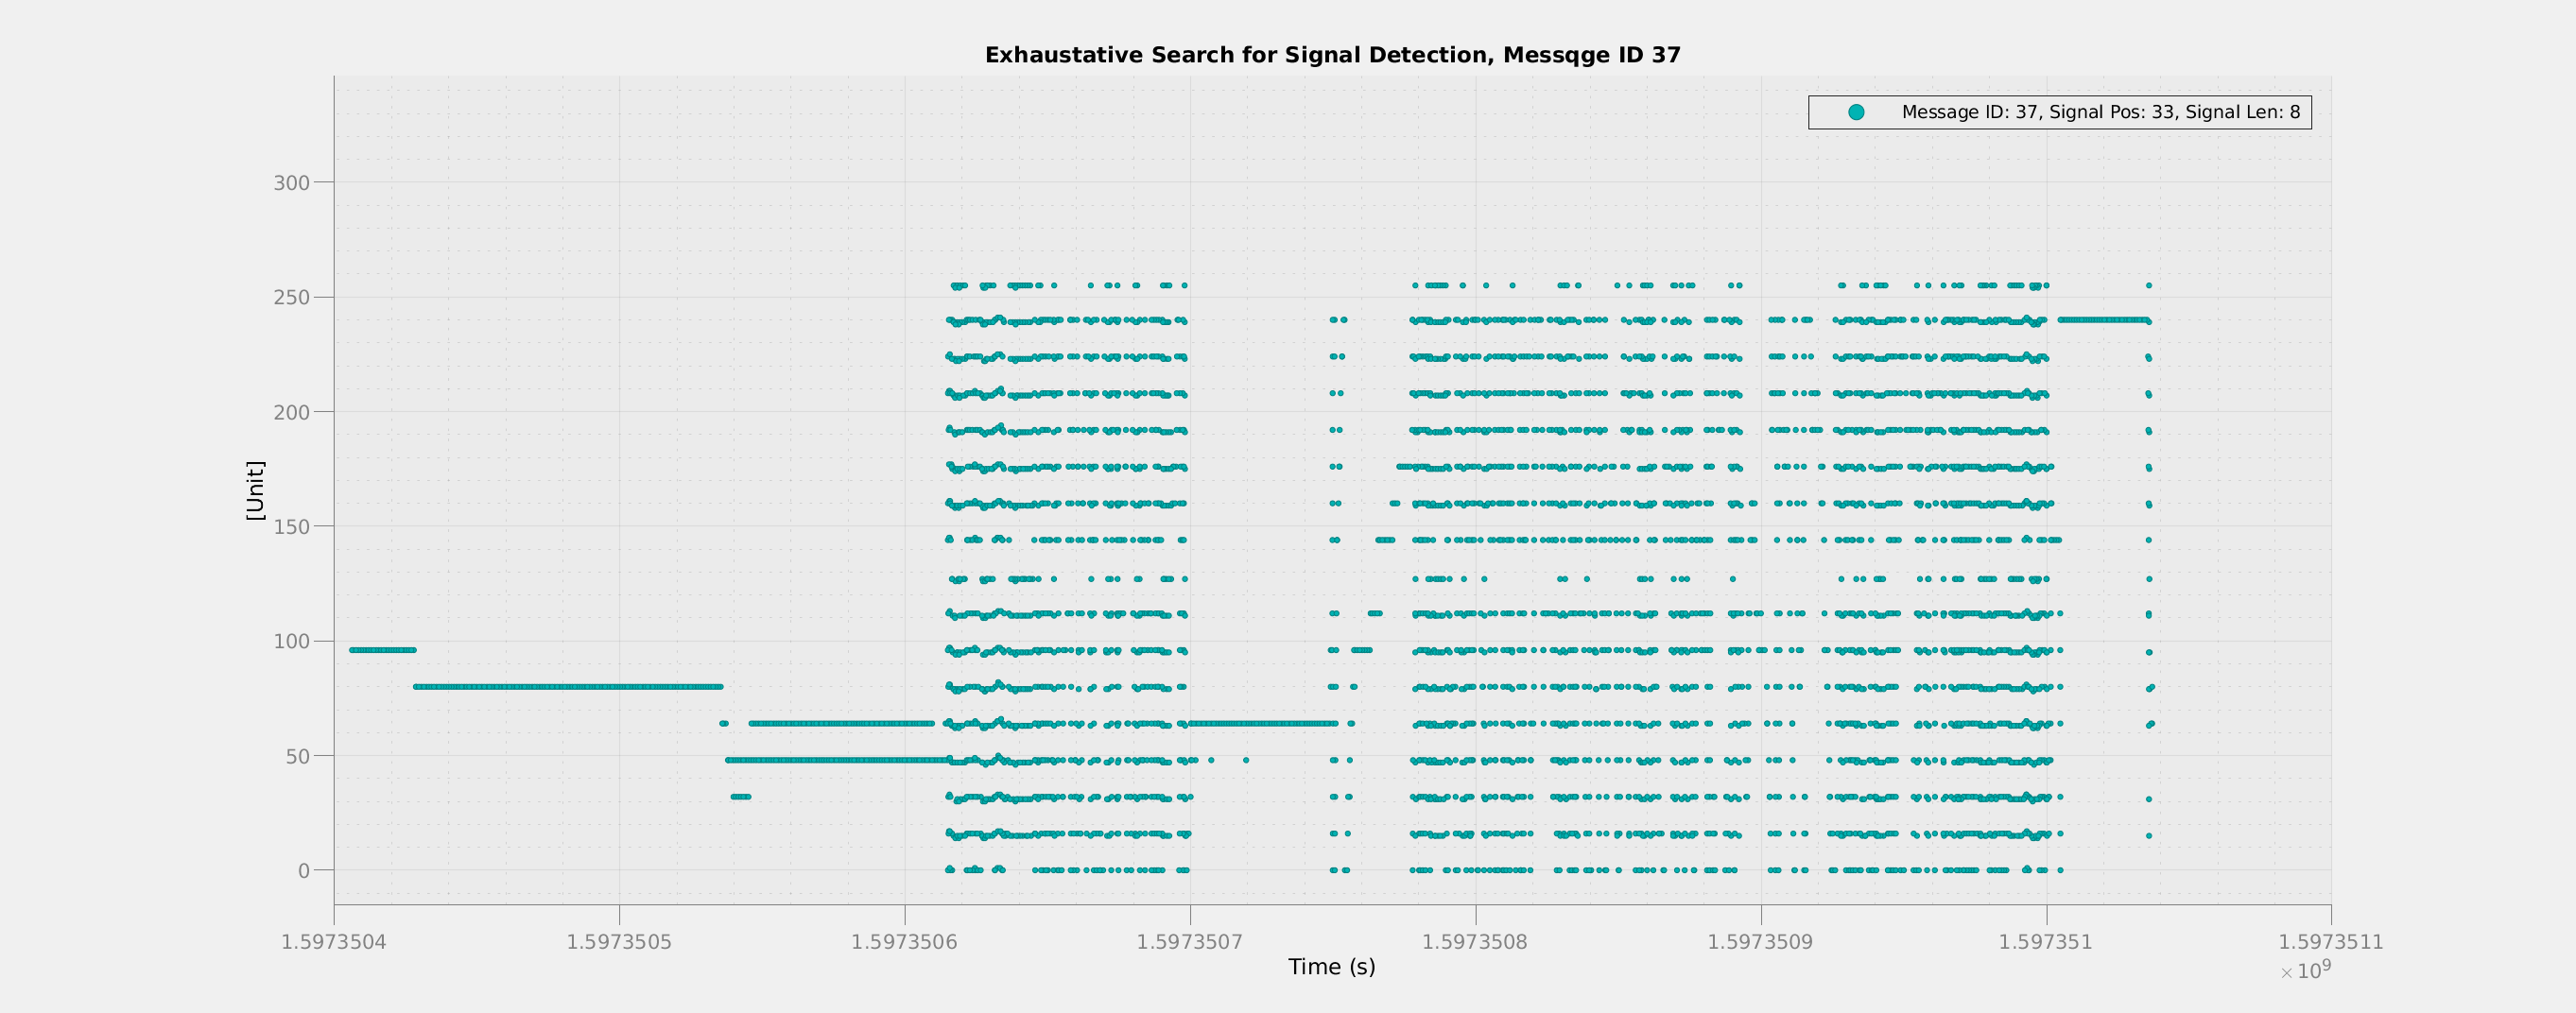 Exhaustative Search for Signal Detection, Messqge ID 37
Message ID: 37, Signal Pos: 33, Signal Len: 8
300
250
200
150
100
50
0
[Unit]
1.5973504 1.5973505 1.5973506 1.5973507 1.5973508 1.5973509 1.597351 1.5973511
Time (s)
× 10⁹